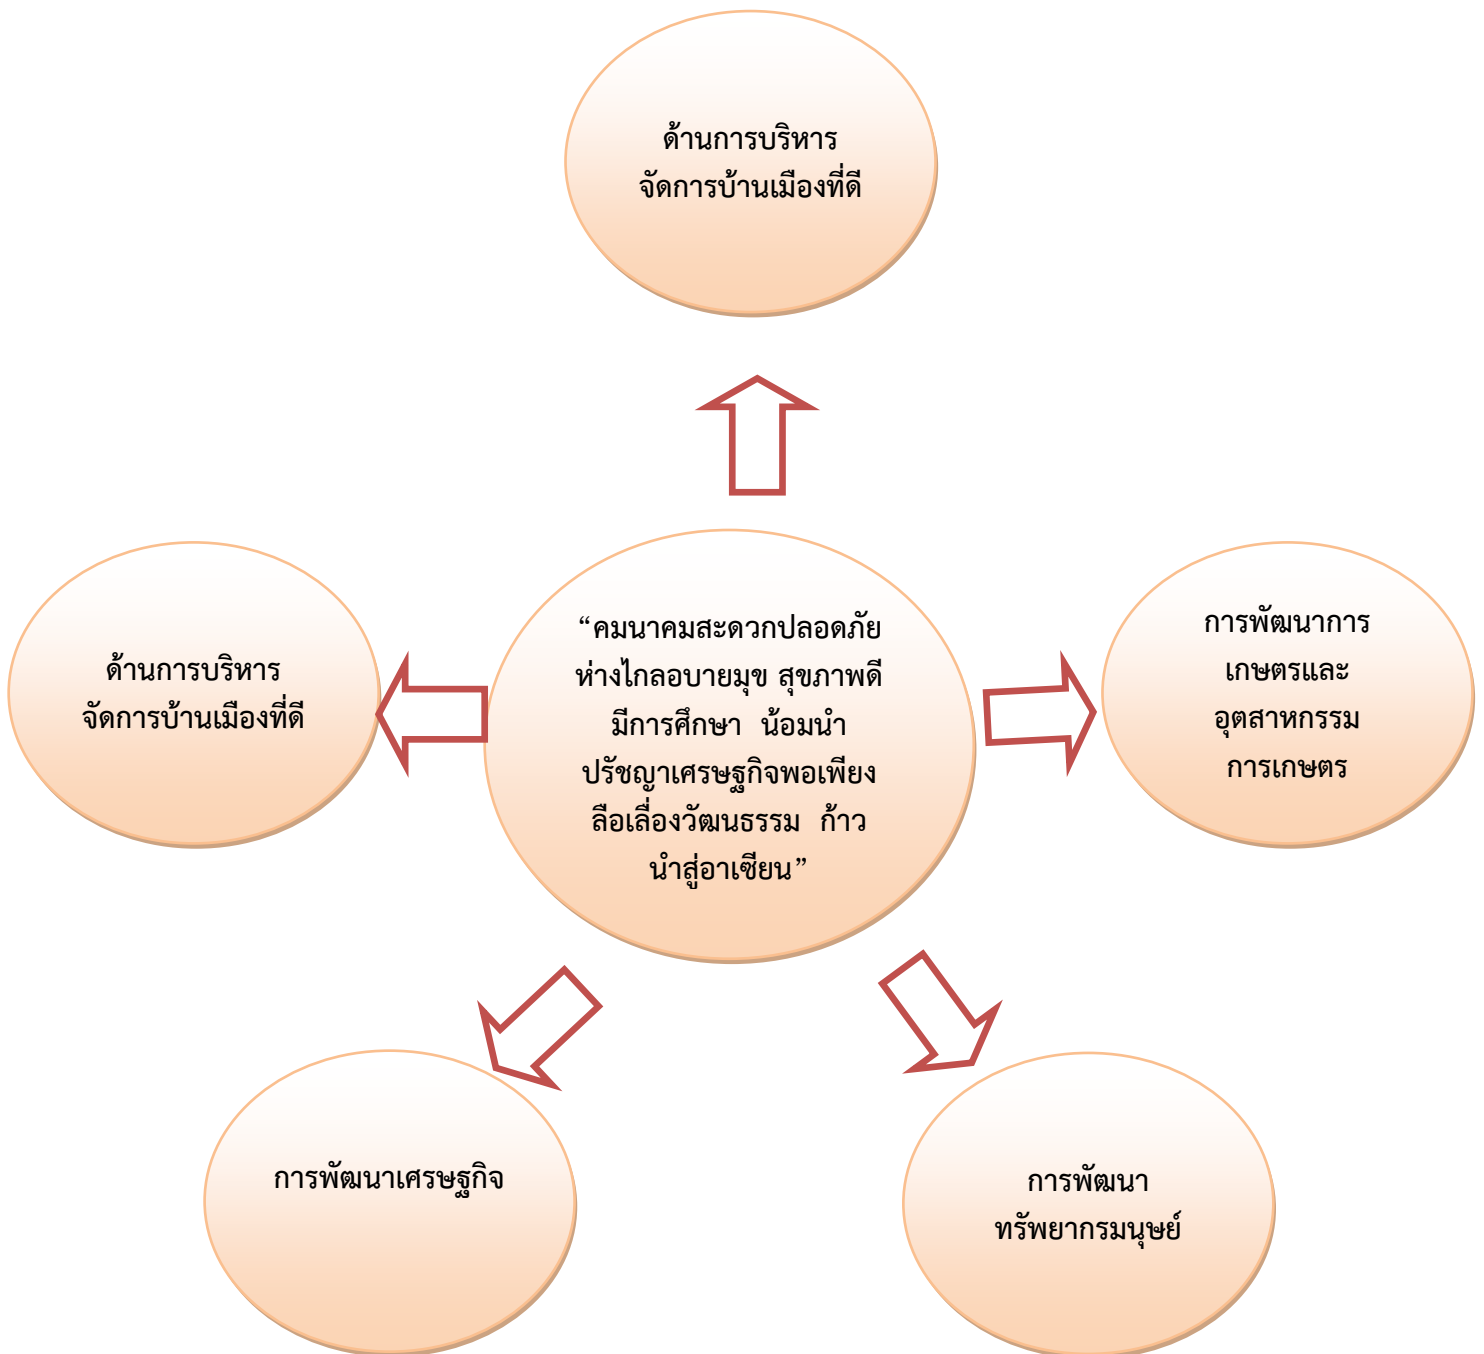 ด้านการบริหาร
จัดการบ้านเมืองที่ดี
ด้านการบริหาร
จัดการบ้านเมืองที่ดี
“คมนาคมสะดวกปลอดภัย
ห่างไกลอบายมุข สุขภาพดี
มีการศึกษา น้อมนำ
ปรัชญาเศรษฐกิจพอเพียง
ลือเลื่องวัฒนธรรม ก้าว
นำสู่อาเซียน”
การพัฒนาการ
เกษตรและ
อุตสาหกรรม
การเกษตร
การพัฒนาเศรษฐกิจ
การพัฒนา
ทรัพยากรมนุษย์